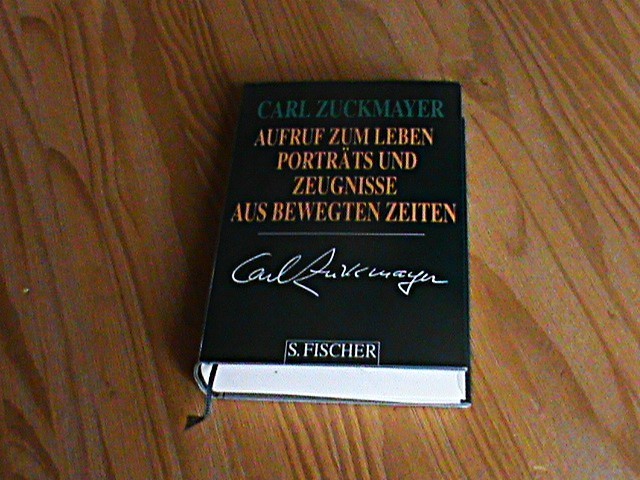 CARL ZUCKMAYER
AUFRUF ZUM LEBEN
PORTRÄTS UND
ZEUGNISSE
AUS BEWEGTEN ZEITEN
Carl Zuckmayer
S. FISCHER